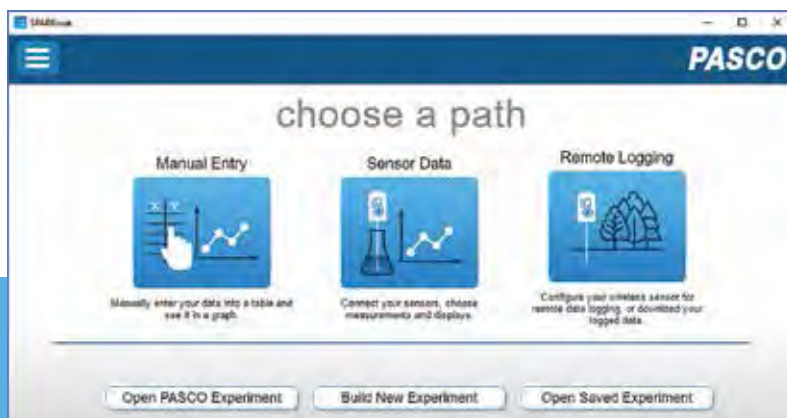 SPARKvue
PASCO
choose a path
Manual Entry
Sensor Data
Remote Logging
Manually enter your data into a table and
see it in a graph.
Connect your sensors, choose
measurements and displays.
Configure your wireless sensor for
remote data logging, or download your
logged data.
X Y
Open PASCO Experiment
Build New Experiment
Open Saved Experiment